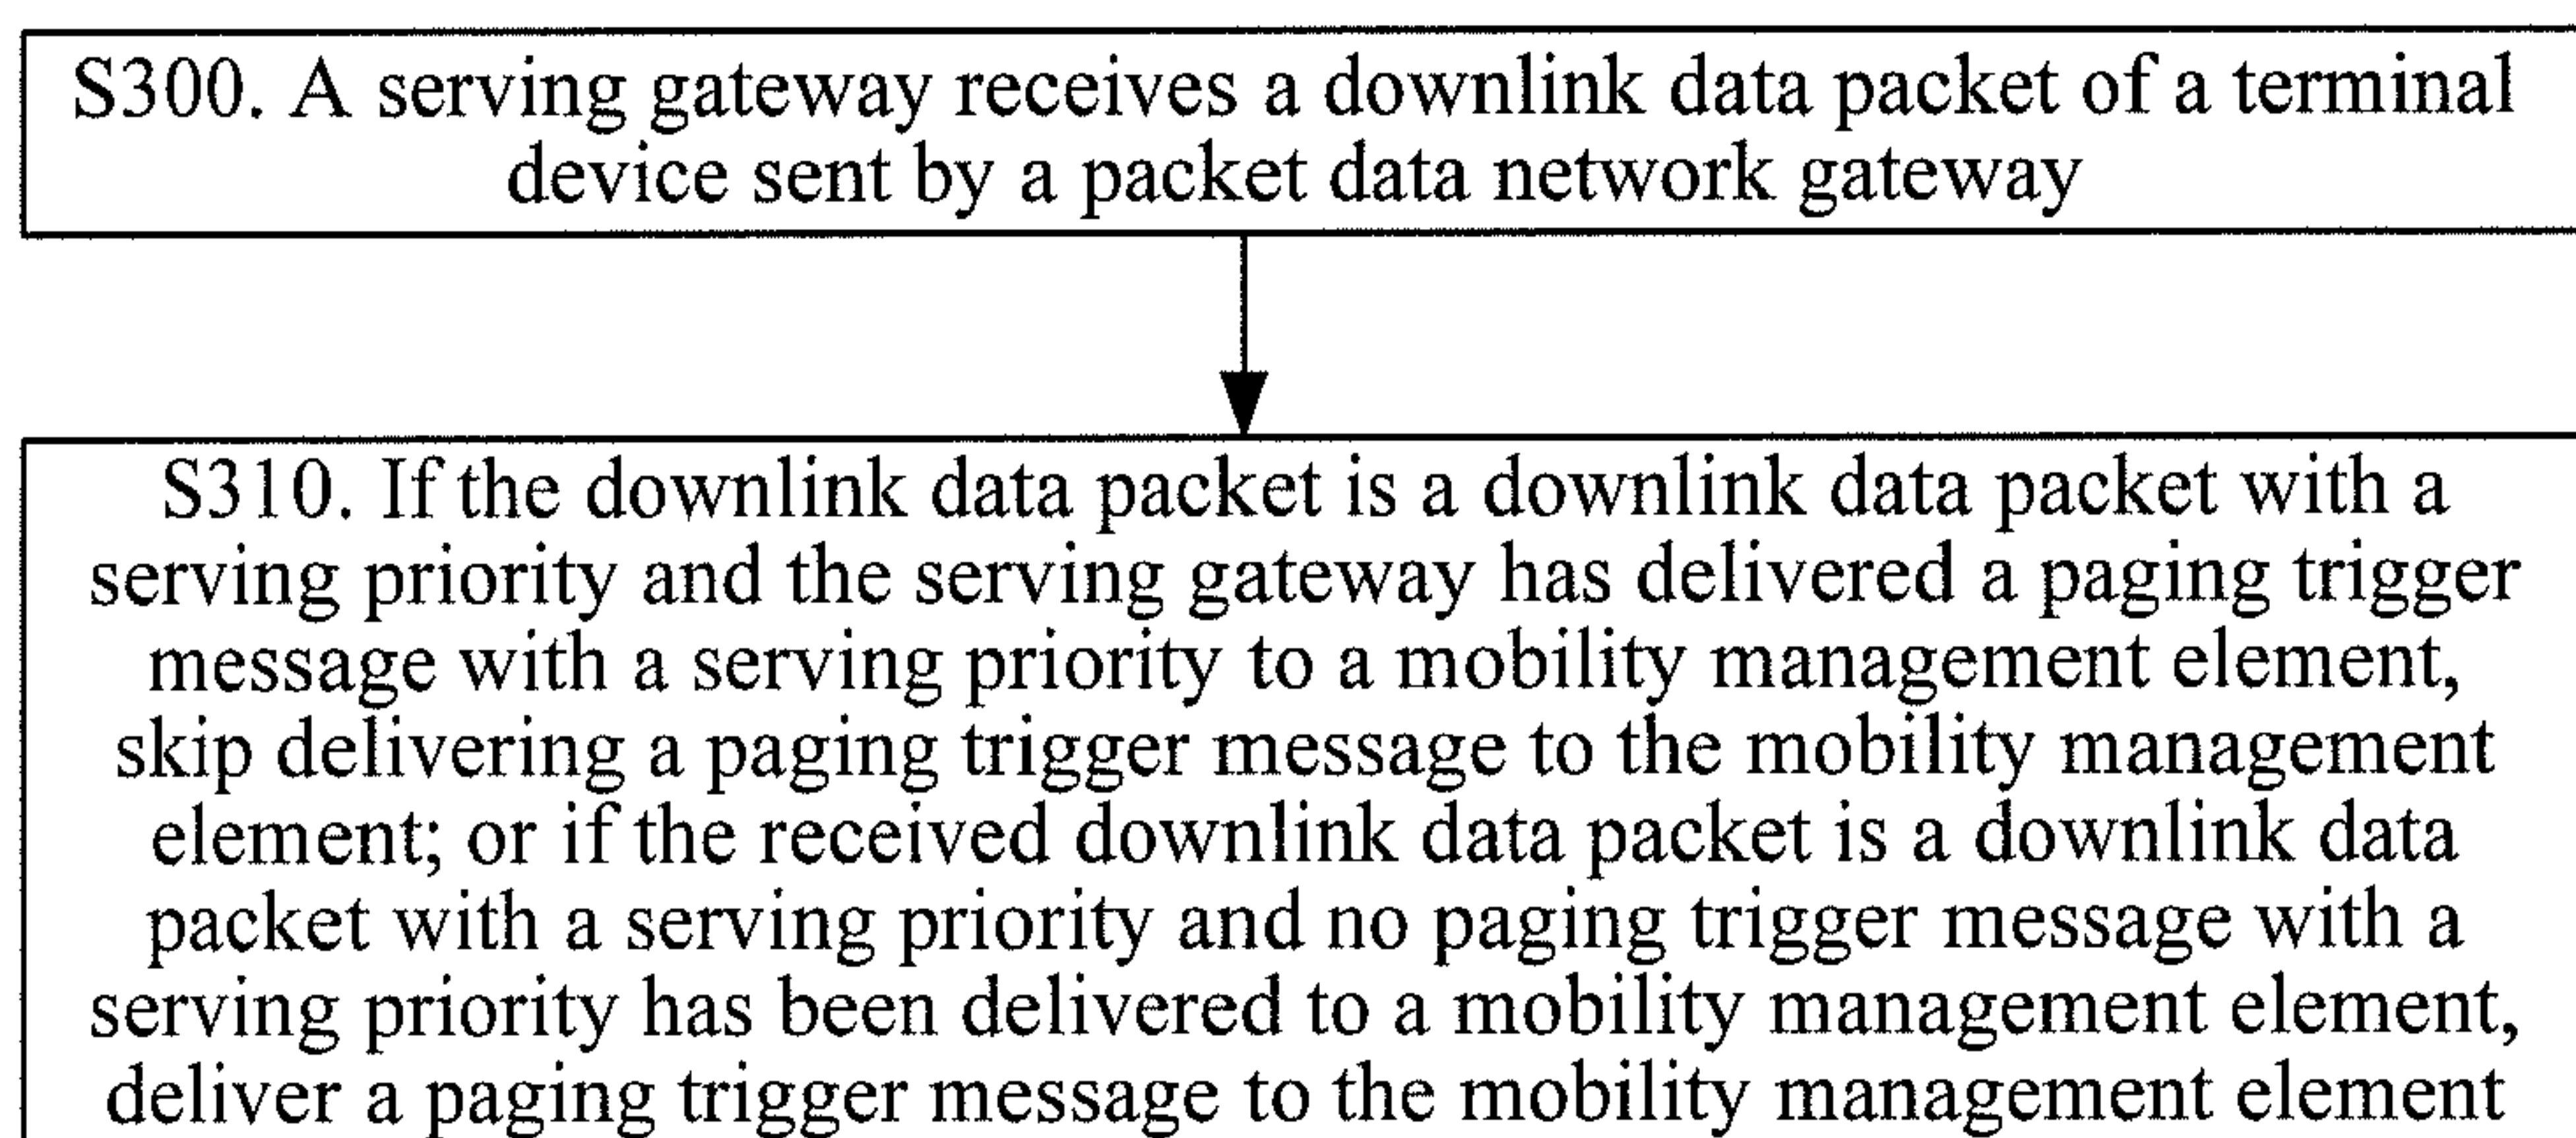 S300. A serving gateway receives a downlink data packet of a terminal
device sent by a packet data network gateway
S310. If the downlink data packet is a downlink data packet with a
serving priority and the serving gateway has delivered a paging trigger
message with a serving priority to a mobility management element,
skip delivering a paging trigger message to the mobility management
element; or if the received downlink data packet is a downlink data
packet with a serving priority and no paging trigger message with a
serving priority has been delivered to a mobility management element,
deliver a paging trigger message to the mobility management element